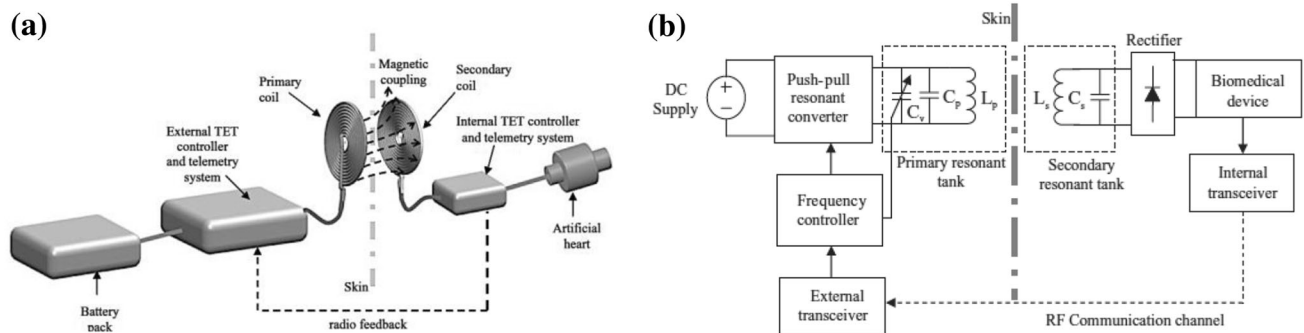 (a)
Primary
coil
Magnetic
coupling
Secondary
coil
External TET
controller
and telemetry
system
Internal TET controller
and telemetry system
Artificial
heart
Battery
pack
Skin
radio feedback
(b)
Skin
DC
Supply
Push-pull
resonant
converter
Cv
Cp
Lp
Primary resonant
tank
Ls
Cs
Secondary
resonant tank
Rectifier
Biomedical
device
Internal
transceiver
Frequency
controller
External
transceiver
RF Communication channel